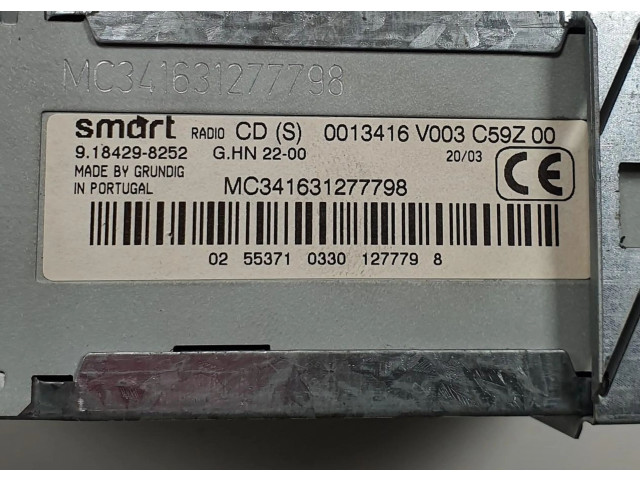 MC341631277798
smart RADIO CD (S) 0013416 V003 C59Z 00
9.18429-8252 G.HN 22-00 20/03
MADE BY GRUNDIG
IN PORTUGAL
CE
MC341631277798
02 55371 0330 127779 8